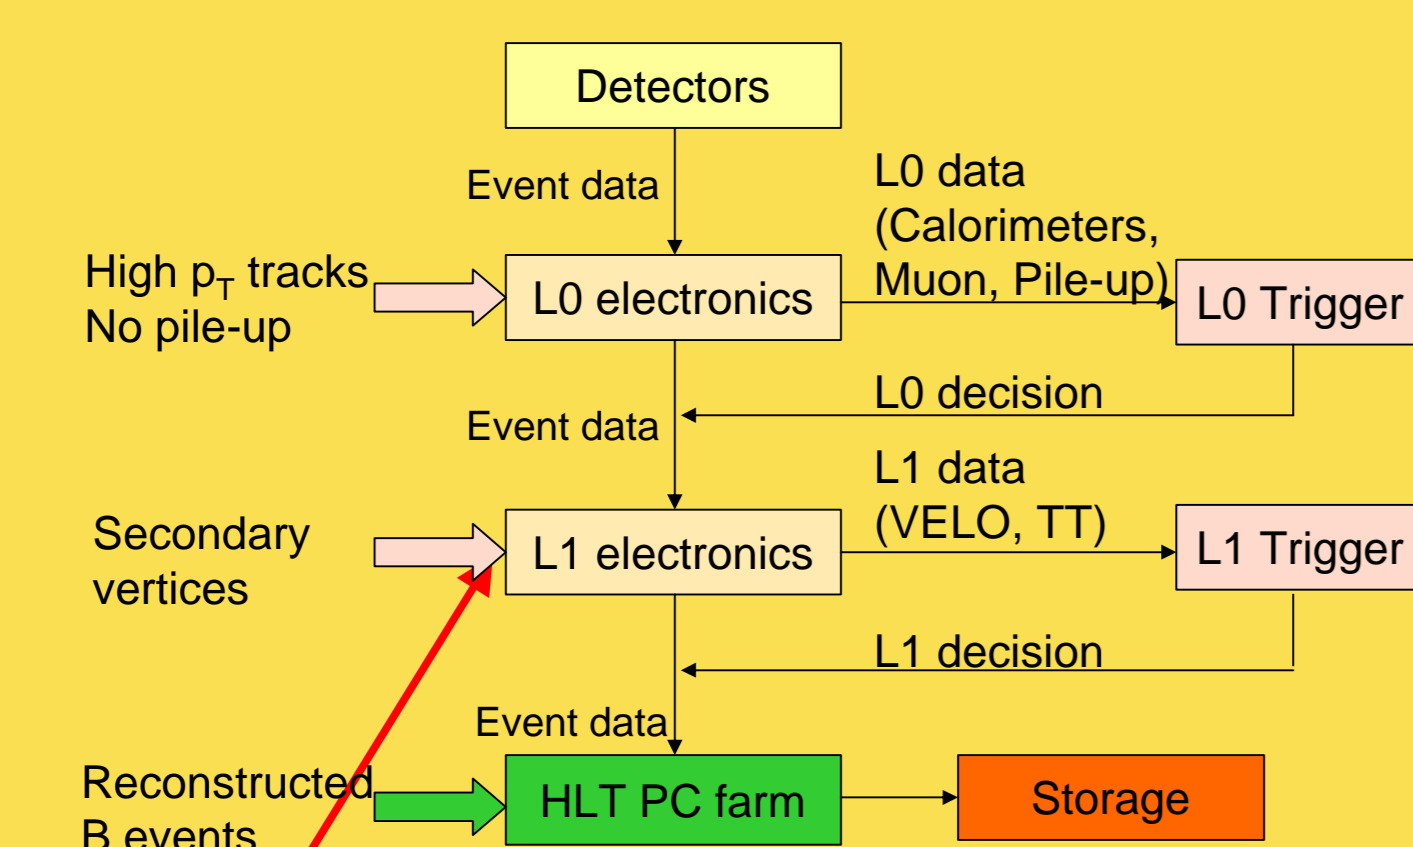 Detectors
Event data
L0 data
(Calorimeters,
Muon, Pile-up)
High pT tracks
No pile-up
L0 electronics
L0 Trigger
L0 decision
Event data
L1 data
(VELO, TT)
Secondary
vertices
L1 electronics
L1 Trigger
L1 decision
Event data
Reconstructed
B events
HLT PC farm
Storage